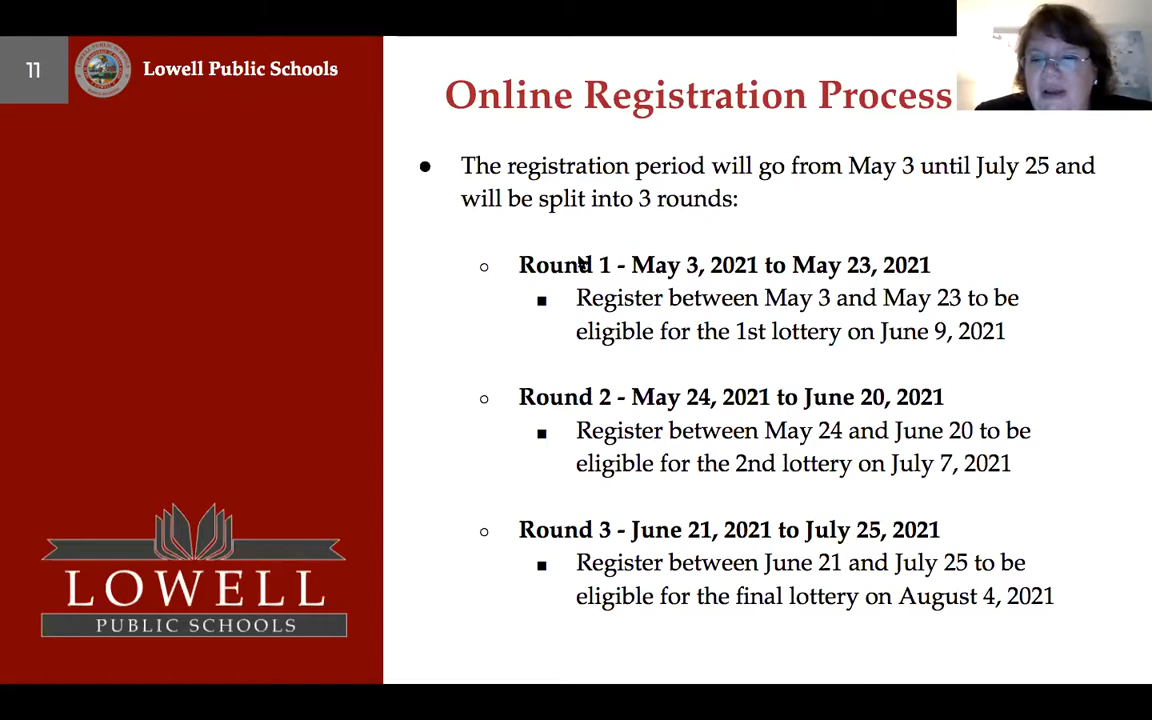 11
Lowell Public Schools
Online Registration Process
● The registration period will go from May 3 until July 25 and
will be split into 3 rounds:
○ Round 1 - May 3, 2021 to May 23, 2021
■ Register between May 3 and May 23 to be
eligible for the 1st lottery on June 9, 2021
○ Round 2 - May 24, 2021 to June 20, 2021
■ Register between May 24 and June 20 to be
eligible for the 2nd lottery on July 7, 2021
○ Round 3 - June 21, 2021 to July 25, 2021
■ Register between June 21 and July 25 to be
eligible for the final lottery on August 4, 2021
LOWELL
PUBLIC SCHOOLS